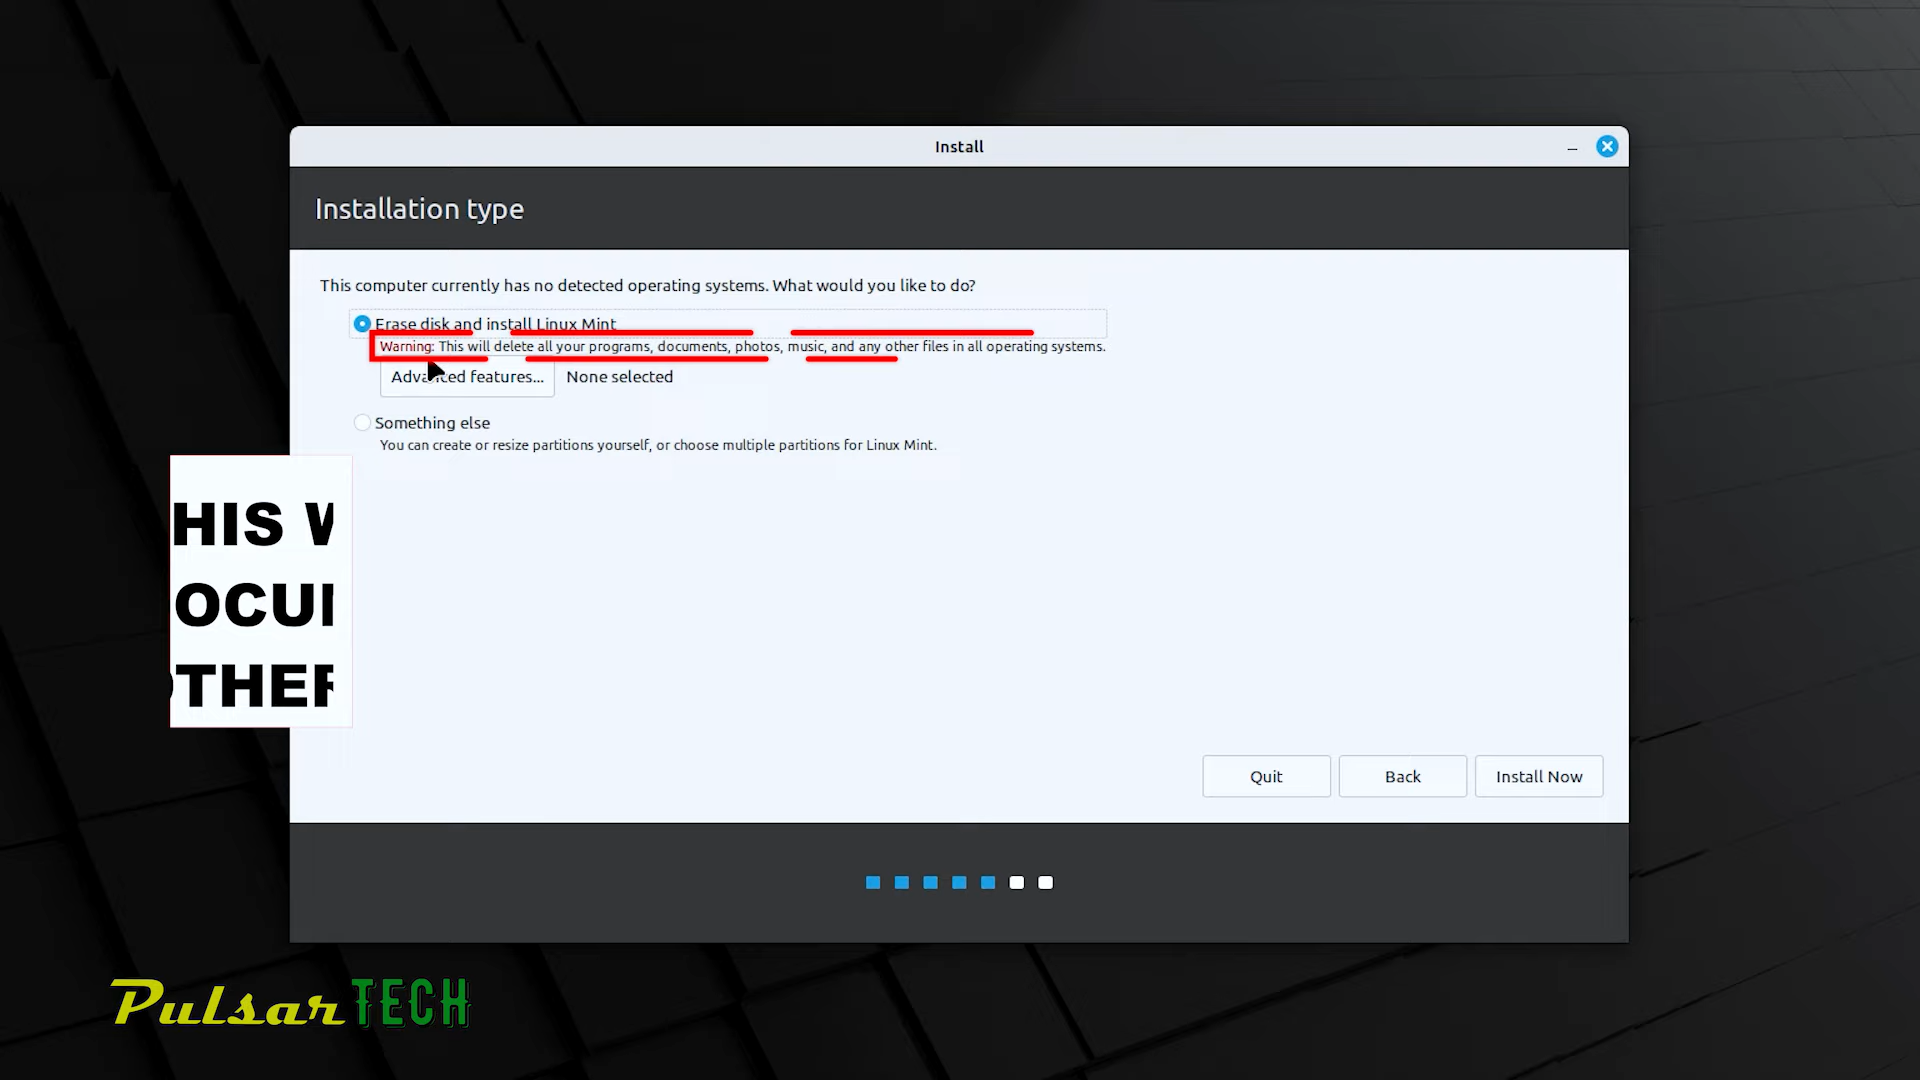 Install
Installation type
This computer currently has no detected operating systems. What would you like to do?
Erase disk and install Linux Mint
Warning: This will delete all your programs, documents, photos, music, and any other files in all operating systems.
Advanced features... None selected
Something else
You can create or resize partitions yourself, or choose multiple partitions for Linux Mint.
HIS W
OCUM
OTHER
Quit Back Install Now
Pulsar TECH